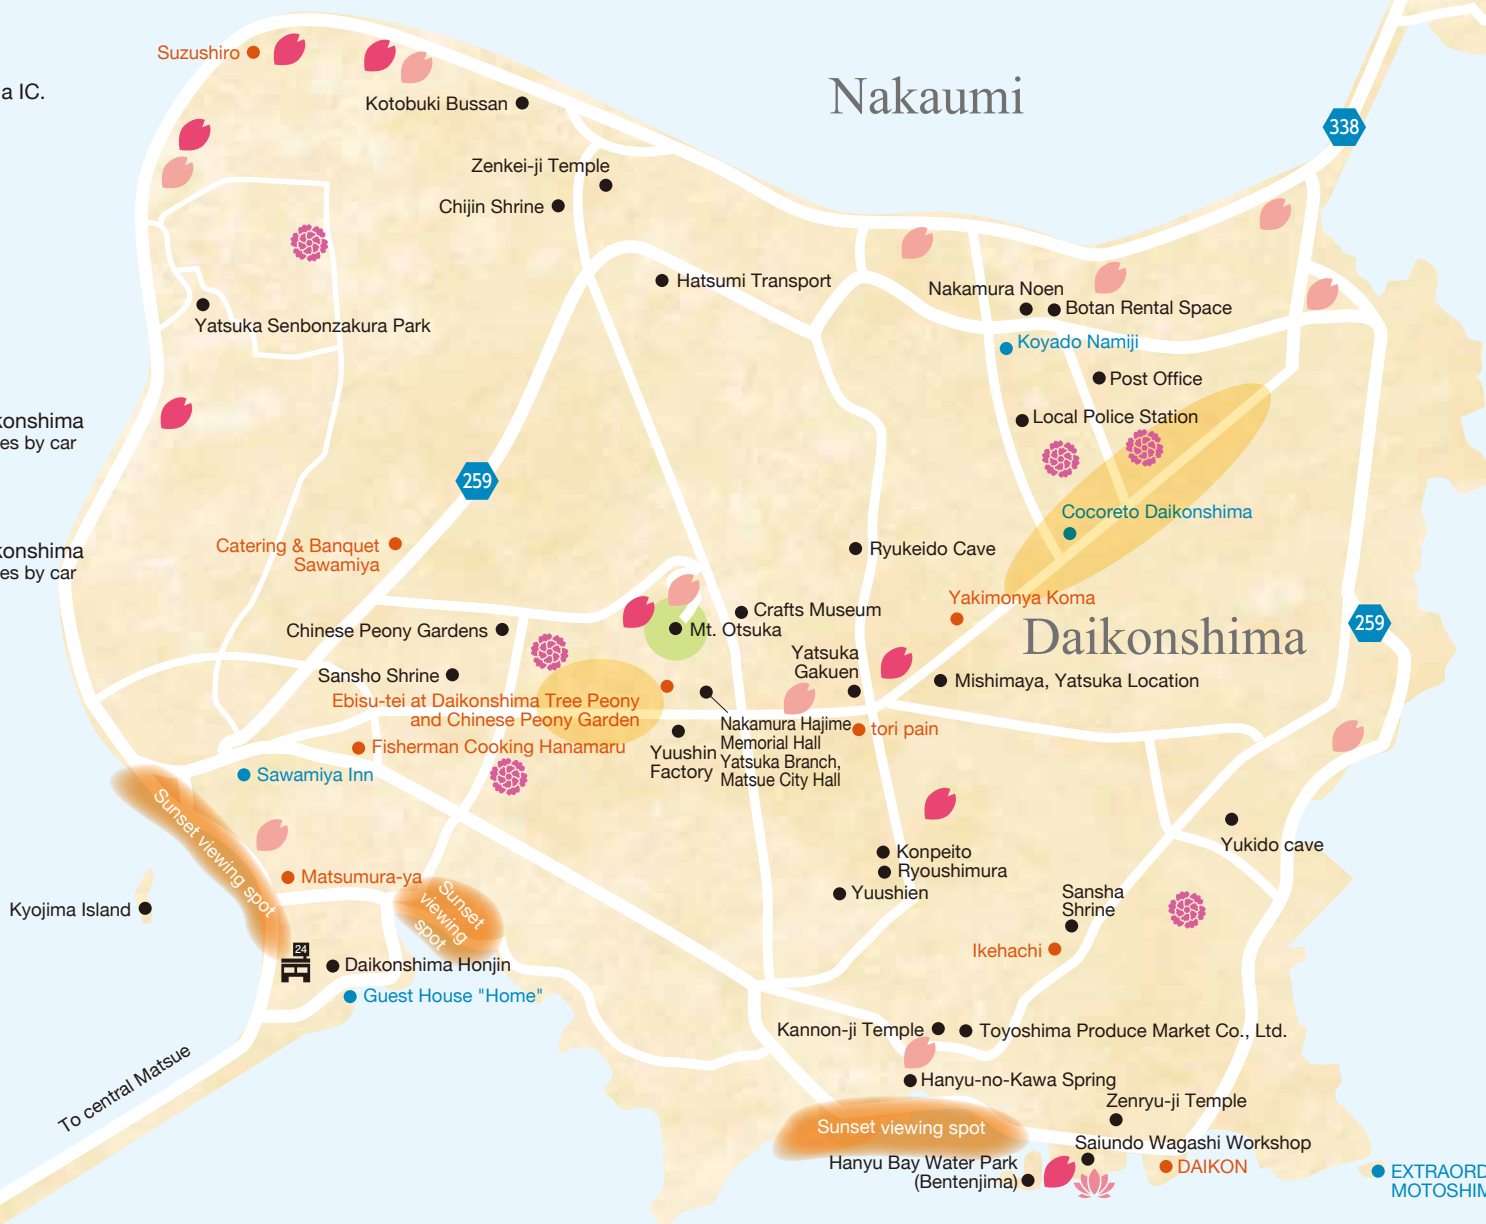 Suzushiro
a IC.
Nakaumi
Kotobuki Bussan
338
Zenkei-ji Temple
Chijin Shrine
Hatsumi Transport
Nakamura Noen
Botan Rental Space
Yatsuka Senbonzakura Park
Koyado Namiji
Post Office
konshima
es by car
Local Police Station
259
Cocoreto Daikonshima
konshima
es by car
Catering & Banquet
Sawamiya
Ryukeido Cave
Yakimonya Koma
Crafts Museum
Mt. Otsuka
Chinese Peony Gardens
259
Daikonshima
Yatsuka
Gakuen
Sansho Shrine
Mishimaya, Yatsuka Location
Ebisu-tei at Daikonshima Tree Peony
and Chinese Peony Garden
Nakamura Hajime
Memorial Hall
Yatsuka Branch,
Matsue City Hall
tori pain
Yuushin
Factory
Fisherman Cooking Hanamaru
Sawamiya Inn
Sunset viewing spot
Yukido cave
Konpeito
Ryoushimura
Matsumura-ya
Sunset
viewing
spot
Yuushien
Sansha
Shrine
Kyojima Island
24
Ikehachi
Daikonshima Honjin
Guest House "Home"
Kannon-ji Temple
Toyoshima Produce Market Co., Ltd.
To central Matsue
Hanyu-no-Kawa Spring
Zenryu-ji Temple
Sunset viewing spot
Saiundo Wagashi Workshop
Hanyu Bay Water Park
(Bentenjima)
DAIKON
EXTRAORD
MOTOSHIM